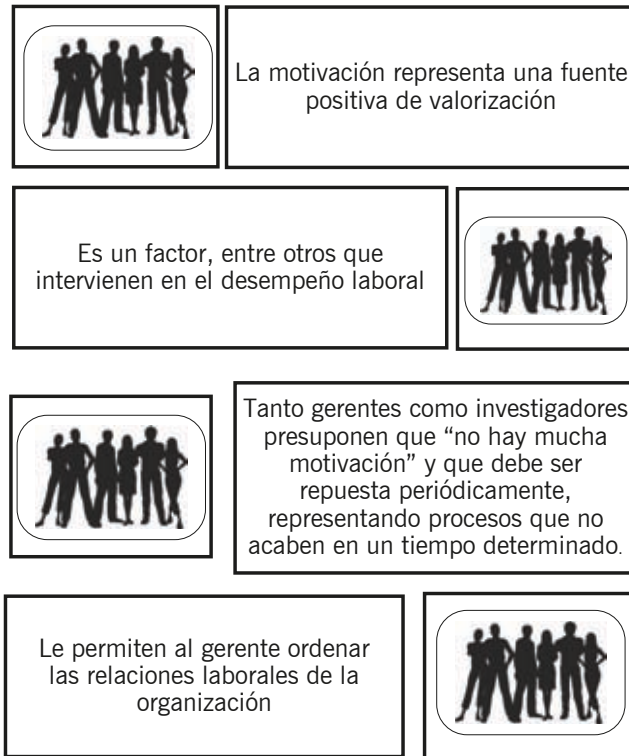 La motivación representa una fuente
positiva de valorización
Es un factor, entre otros que
intervienen en el desempeño laboral
Tanto gerentes como investigadores
presuponen que “no hay mucha
motivación” y que debe ser
repuesta periódicamente,
representando procesos que no
acaben en un tiempo determinado.
Le permiten al gerente ordenar
las relaciones laborales de la
organización